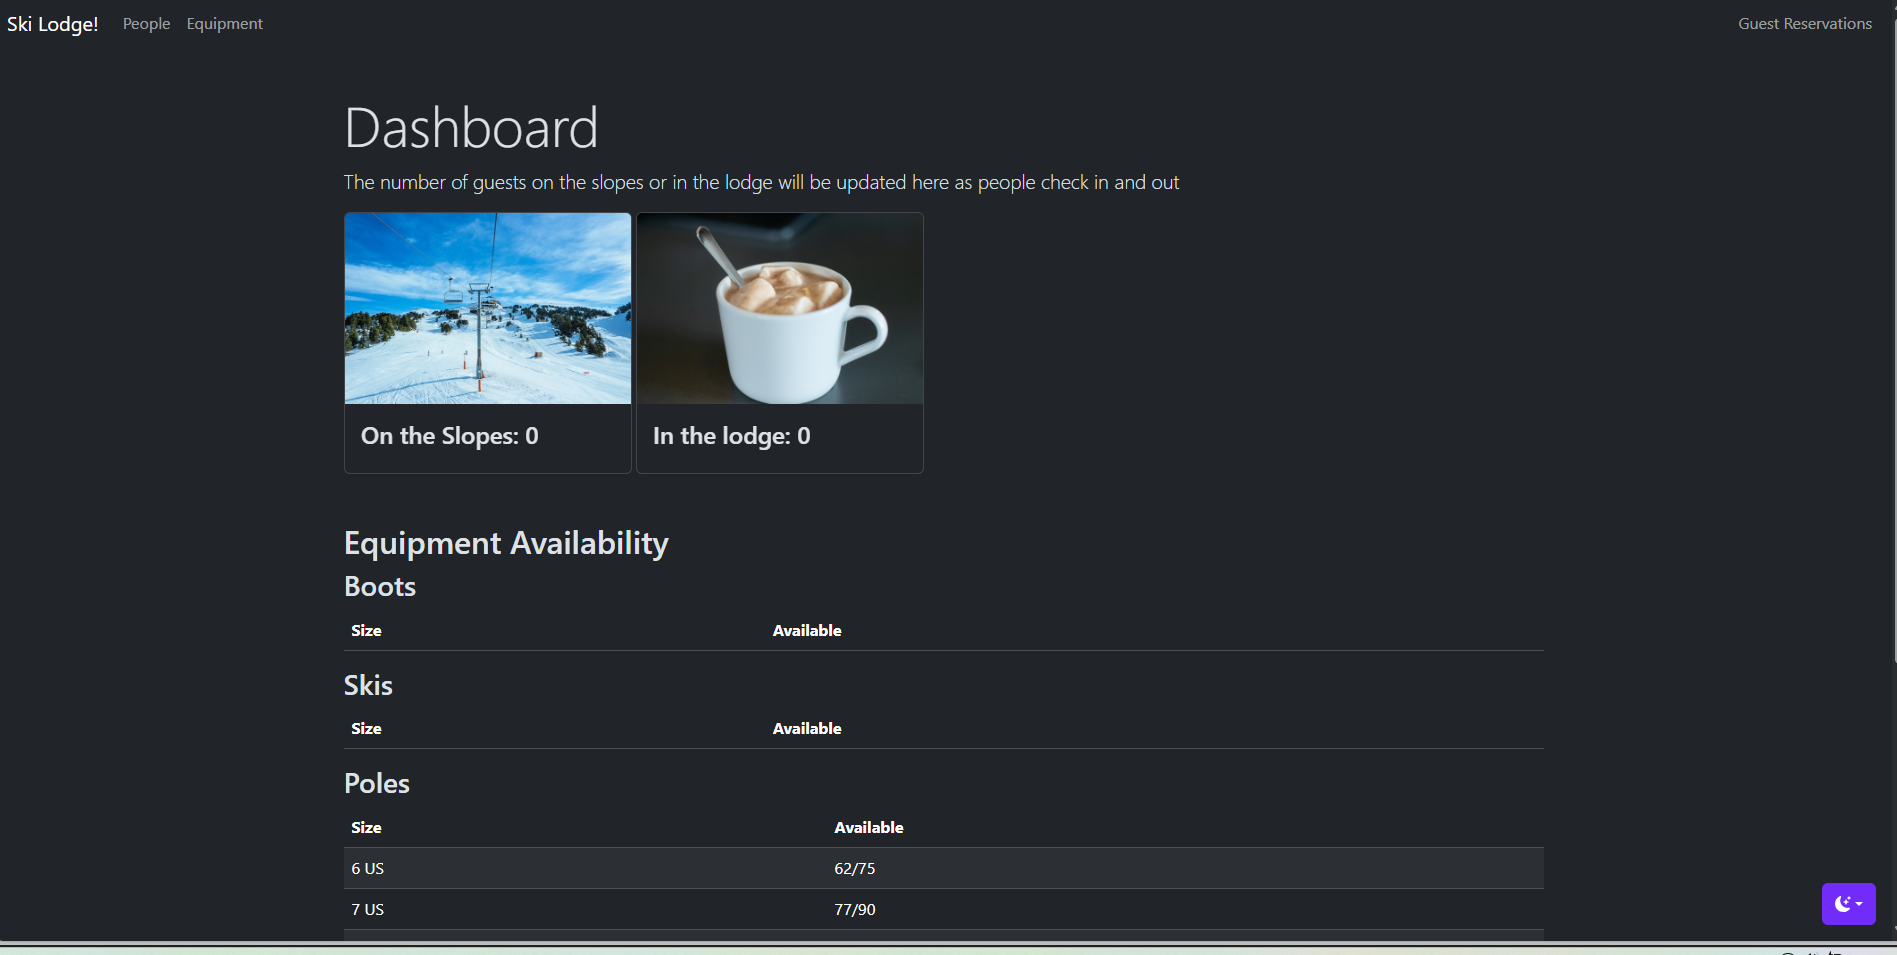 Ski Lodge! People Equipment Guest Reservations
Dashboard
The number of guests on the slopes or in the lodge will be updated here as people check in and out
On the Slopes: 0 In the lodge: 0
Equipment Availability
Boots
Size Available
Skis
Size Available
Poles
Size Available
6 US 62/75
7 US 77/90